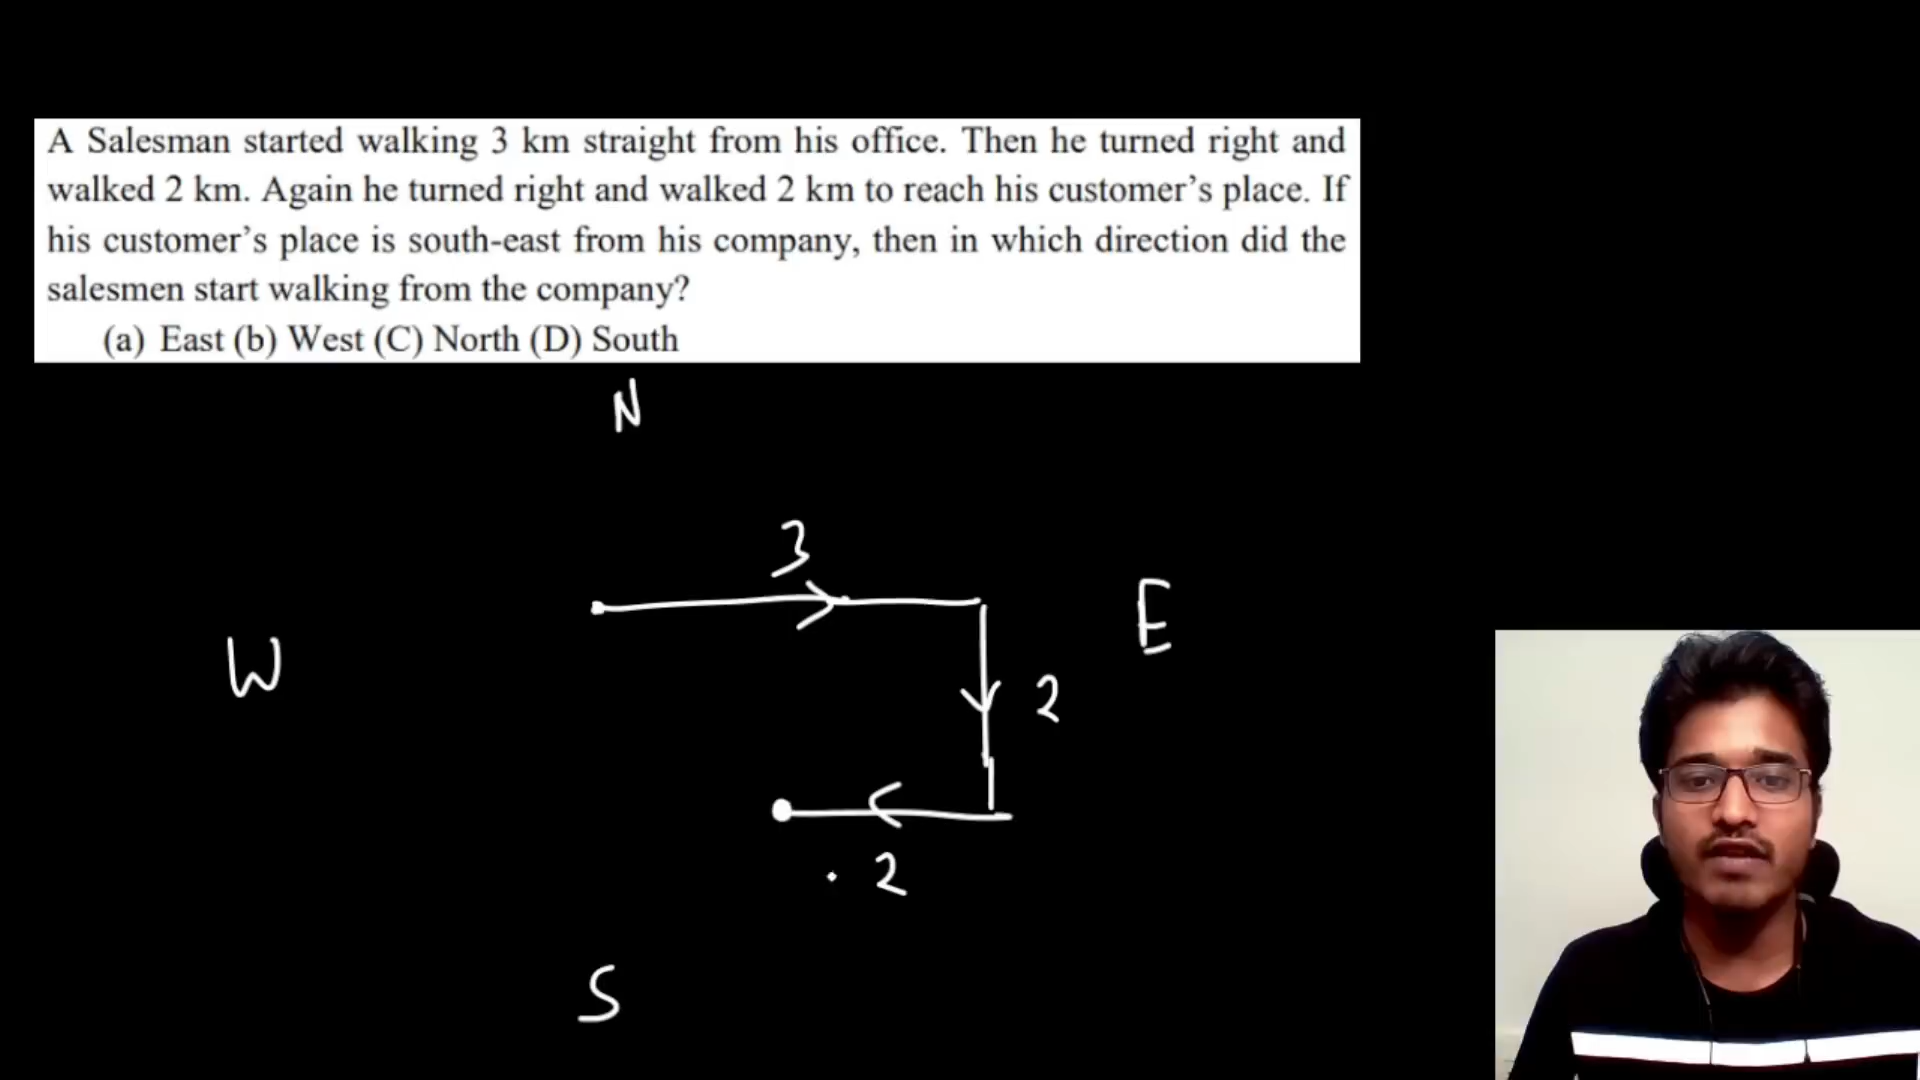 A Salesman started walking 3 km straight from his office. Then he turned right and
walked 2 km. Again he turned right and walked 2 km to reach his customer’s place. If
his customer’s place is south-east from his company, then in which direction did the
salesmen start walking from the company?
(a) East (b) West (C) North (D) South
N
3
E
W
2
2
S